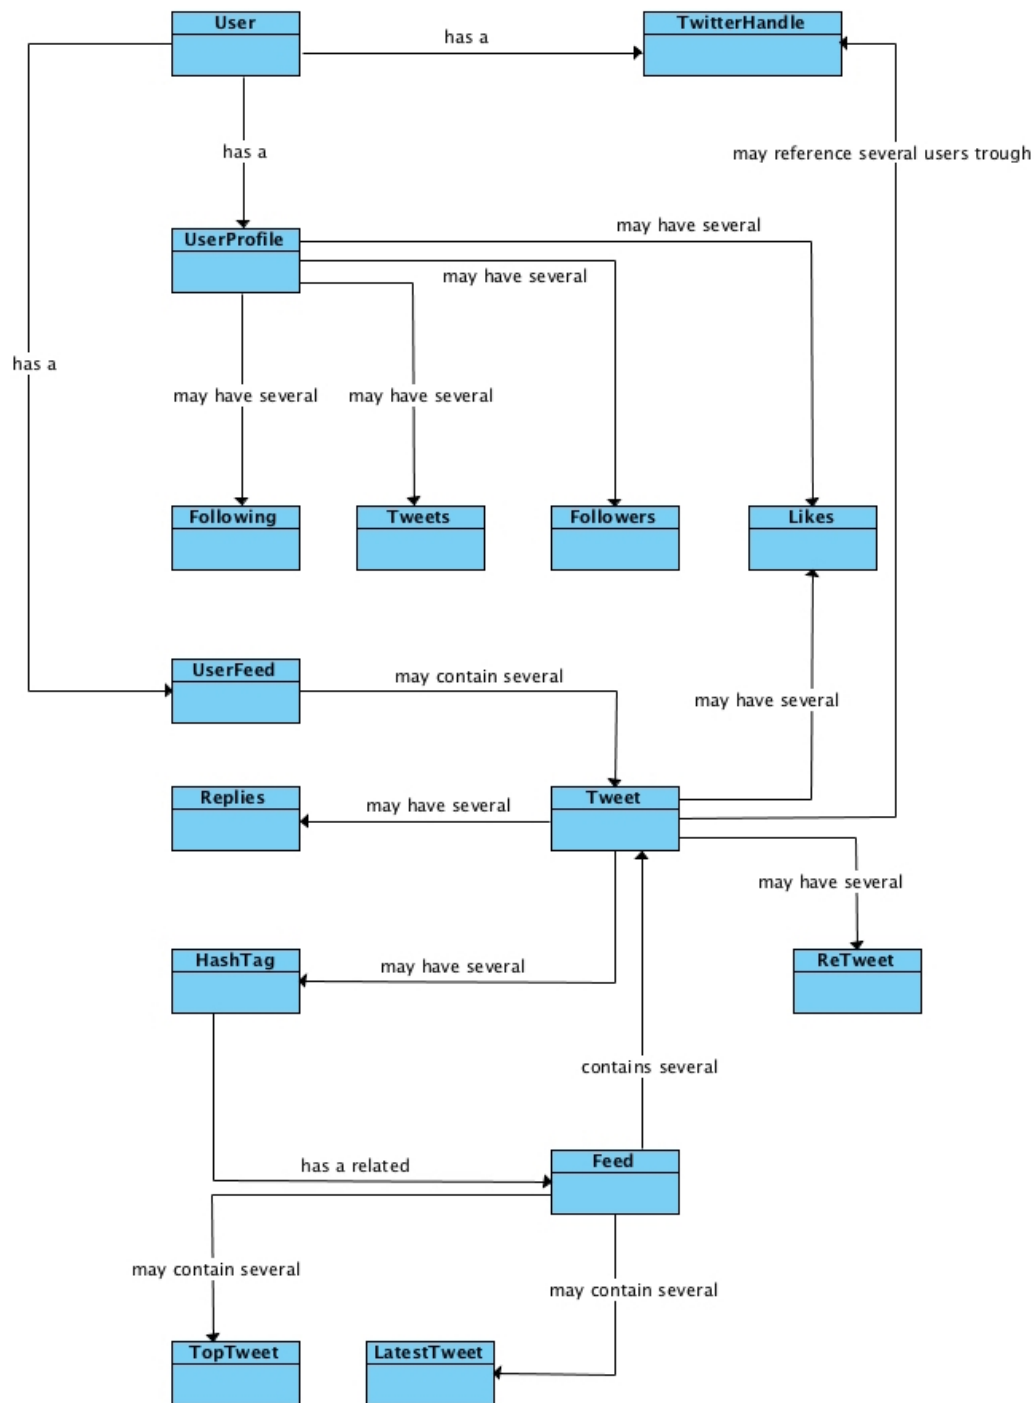 User
TwitterHandle
has a
may reference several users trough
has a
UserProfile
may have several
may have several
has a
may have several
may have several
Following
Tweets
Followers
Likes
UserFeed
may contain several
may have several
Replies
may have several
Tweet
may have several
HashTag
may have several
ReTweet
contains several
Feed
has a related
may contain several
may contain several
TopTweet
LatestTweet